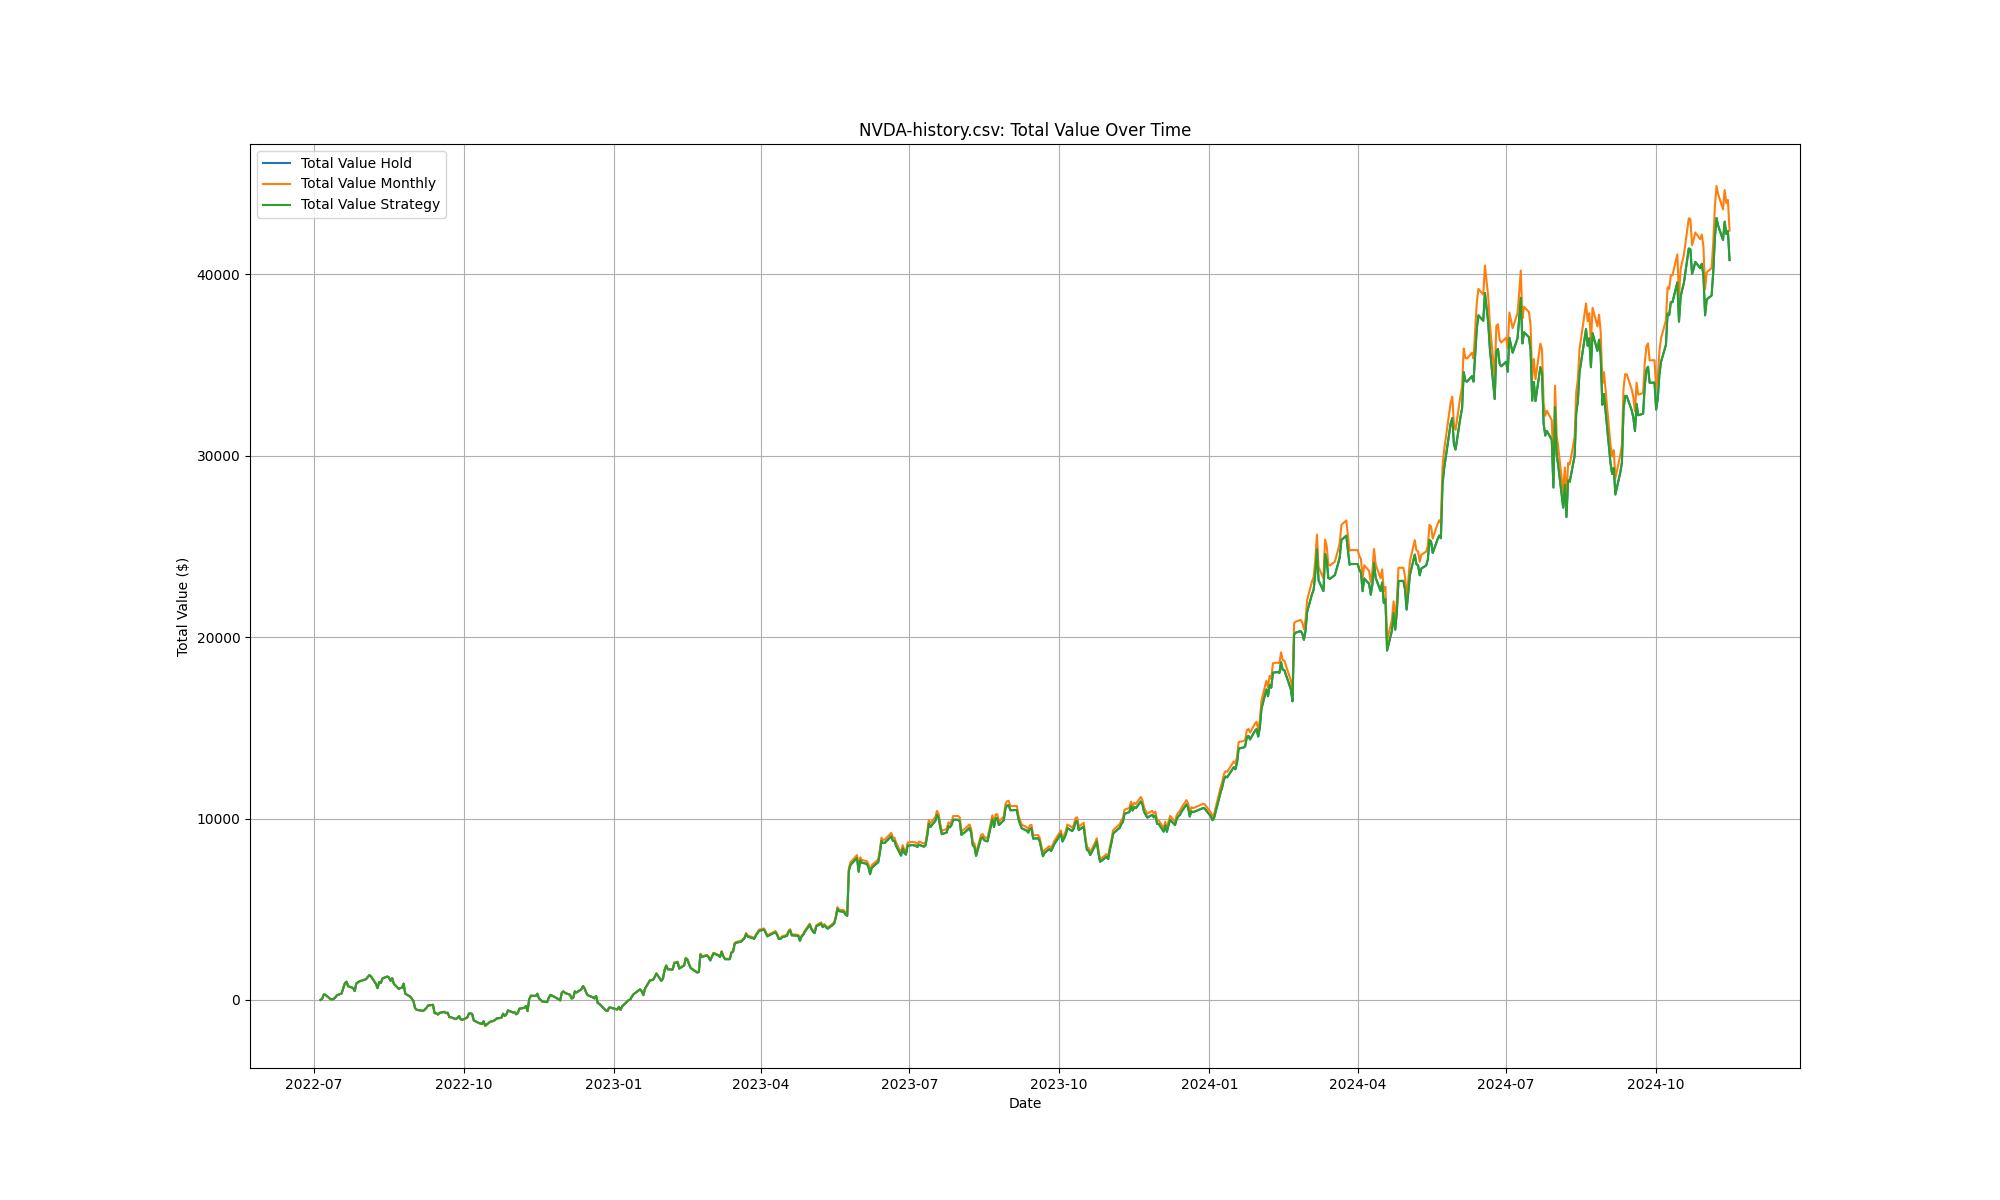 NVDA-history.csv: Total Value Over Time
Total Value Hold
Total Value Monthly
Total Value Strategy
Total Value ($)
40000
30000
20000
10000
0
2022-07 2022-10 2023-01 2023-04 2023-07 2023-10 2024-01 2024-04 2024-07 2024-10
Date